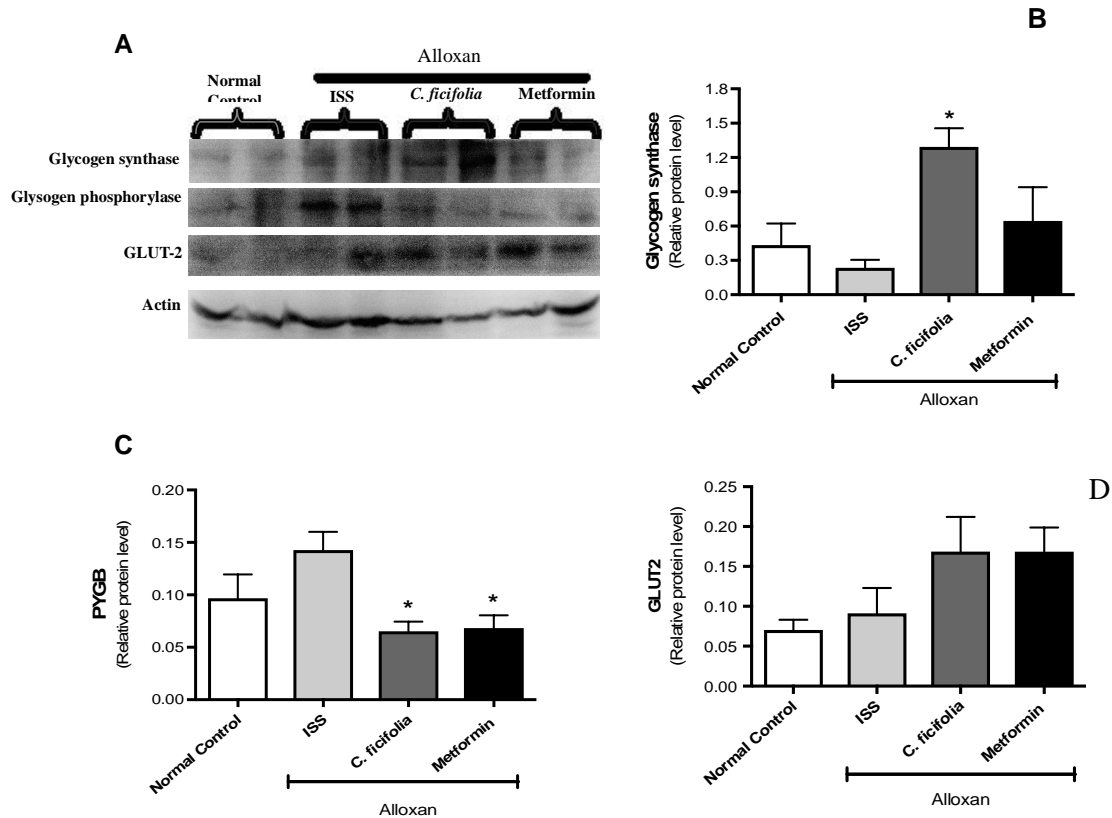 A
Alloxan
Normal
Control
ISS
C. ficifolia
Metformin
Glycogen synthase
Glysogen phosphorylase
GLUT-2
Actin
B
Glycogen synthase
(Relative protein level)
1.8
1.5
1.2
0.9
0.6
0.3
0.0
*
Normal Control
ISS
C. ficifolia
Metformin
Alloxan
C
PYGB
(Relative protein level)
0.20
0.15
0.10
0.05
0.00
*
*
Normal Control
ISS
C. ficifolia
Metformin
Alloxan
D
GLUT2
(Relative protein level)
0.25
0.20
0.15
0.10
0.05
0.00
Normal Control
ISS
C. ficifolia
Metformin
Alloxan